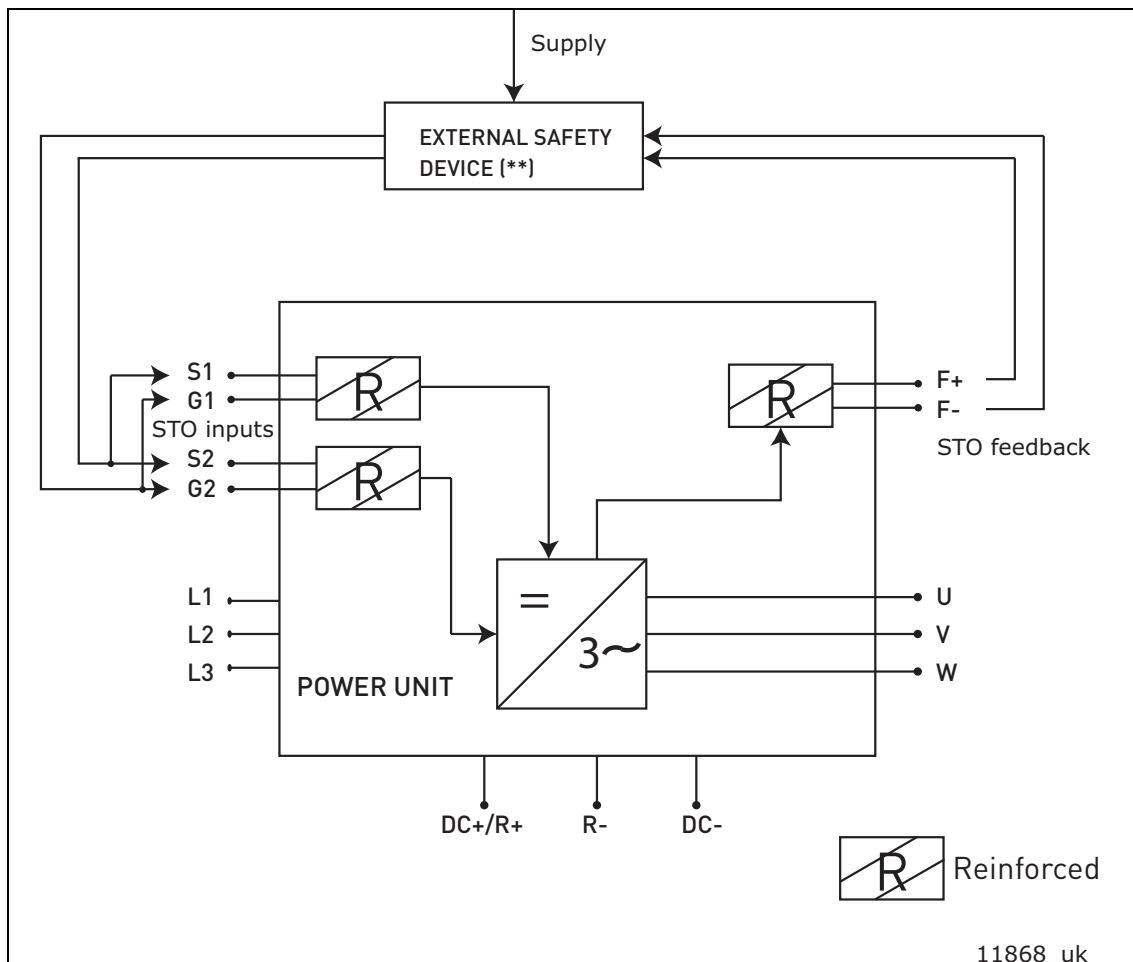 Supply
EXTERNAL SAFETY
DEVICE (**)
S1
G1
STO inputs
S2
G2
R
R
R
F+
F-
STO feedback
L1
L2
L3
=
3~
U
V
W
POWER UNIT
DC+/R+
R-
DC-
R
Reinforced
11868_uk